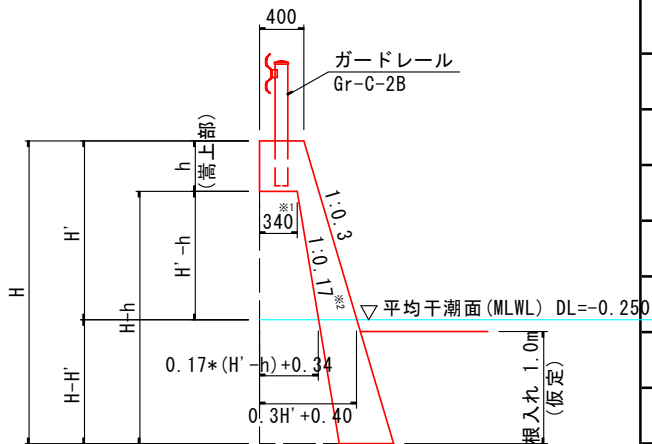 400
ガードレール
Gr-C-2B
h
(嵩上部)
H'
H
H'-h
H-h
H-H'
※1
340
1:0.3
1:0.17※2
平均干潮面(MLWL) DL=-0.250
0.17*(H'-h)+0.34
0.3H'+0.40
根入れ 1.0m
(仮定)